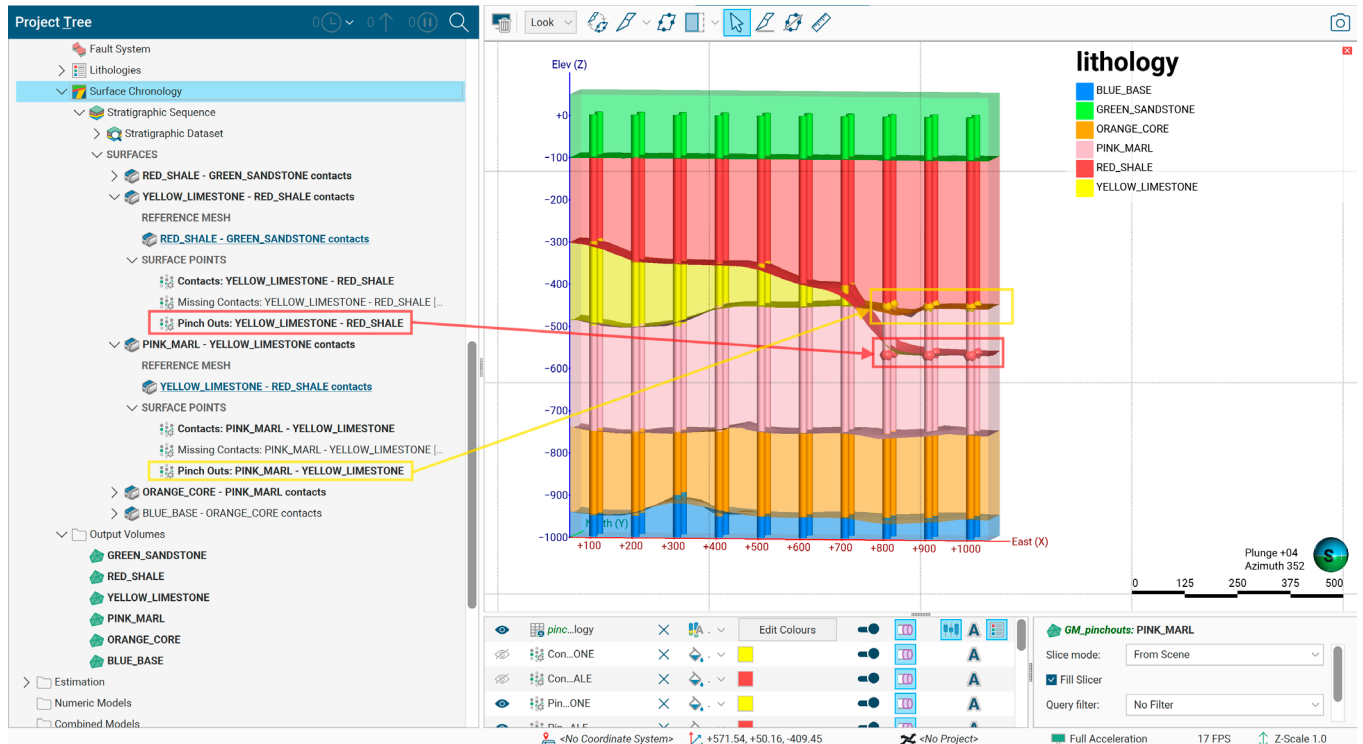 Project Tree
0
0
0
Fault System
Lithologies
Surface Chronology
Stratigraphic Sequence
Stratigraphic Dataset
SURFACES
RED_SHALE - GREEN_SANDSTONE contacts
YELLOW_LIMESTONE - RED_SHALE contacts
REFERENCE MESH
RED_SHALE - GREEN_SANDSTONE contacts
SURFACE POINTS
Contacts: YELLOW_LIMESTONE - RED_SHALE
Missing Contacts: YELLOW_LIMESTONE - RED_SHALE [...
Pinch Outs: YELLOW_LIMESTONE - RED_SHALE
PINK_MARL - YELLOW_LIMESTONE contacts
REFERENCE MESH
YELLOW_LIMESTONE - RED_SHALE contacts
SURFACE POINTS
Contacts: PINK_MARL - YELLOW_LIMESTONE
Missing Contacts: PINK_MARL - YELLOW_LIMESTONE [...
Pinch Outs: PINK_MARL - YELLOW_LIMESTONE
ORANGE_CORE - PINK_MARL contacts
BLUE_BASE - ORANGE_CORE contacts
Output Volumes
GREEN_SANDSTONE
RED_SHALE
YELLOW_LIMESTONE
PINK_MARL
ORANGE_CORE
BLUE_BASE
Estimation
Numeric Models
Combined Models
Look
Elev (Z)
+0
-100
-200
-300
-400
-500
-600
-700
-800
-900
-1000
+100 +200 +300 +400 +500 +600 +700 +800 +900 +1000
East (X)
lithology
BLUE_BASE
GREEN_SANDSTONE
ORANGE_CORE
PINK_MARL
RED_SHALE
YELLOW_LIMESTONE
Plunge +04
Azimuth 352
S
0 125 250 375 500
pinc...logy
Edit Colours
A
Con...ONE
A
Con...ALE
A
Pin...ONE
A
Pin...ALE
GM_pinchouts: PINK_MARL
Slice mode: From Scene
Fill Slicer
Query filter: No Filter
<No Coordinate System>
+571.54, +50.16, -409.45
<No Project>
Full Acceleration
17 FPS
Z-Scale 1.0